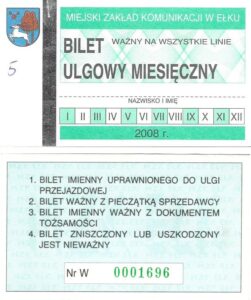 MIEJSKI ZAKŁAD KOMUNIKACJI W EŁKU
BILET WAŻNY NA WSZYSTKIE LINIE
ULGOWY MIESIĘCZNY
5
NAZWISKO I IMIĘ
I II III IV V VI VII VIII IX X XI XII
2008 r.
1. BILET IMIENNY UPRAWNIONEGO DO ULGI
PRZEJAZDOWEJ
2. BILET WAŻNY Z PIECZĄTKĄ SPRZEDAWCY
3. BILET IMIENNY WAŻNY Z DOKUMENTEM
TOŻSAMOŚCI
4. BILET ZNISZCZONY LUB USZKODZONY
JEST NIEWAŻNY
Nr W 0001696